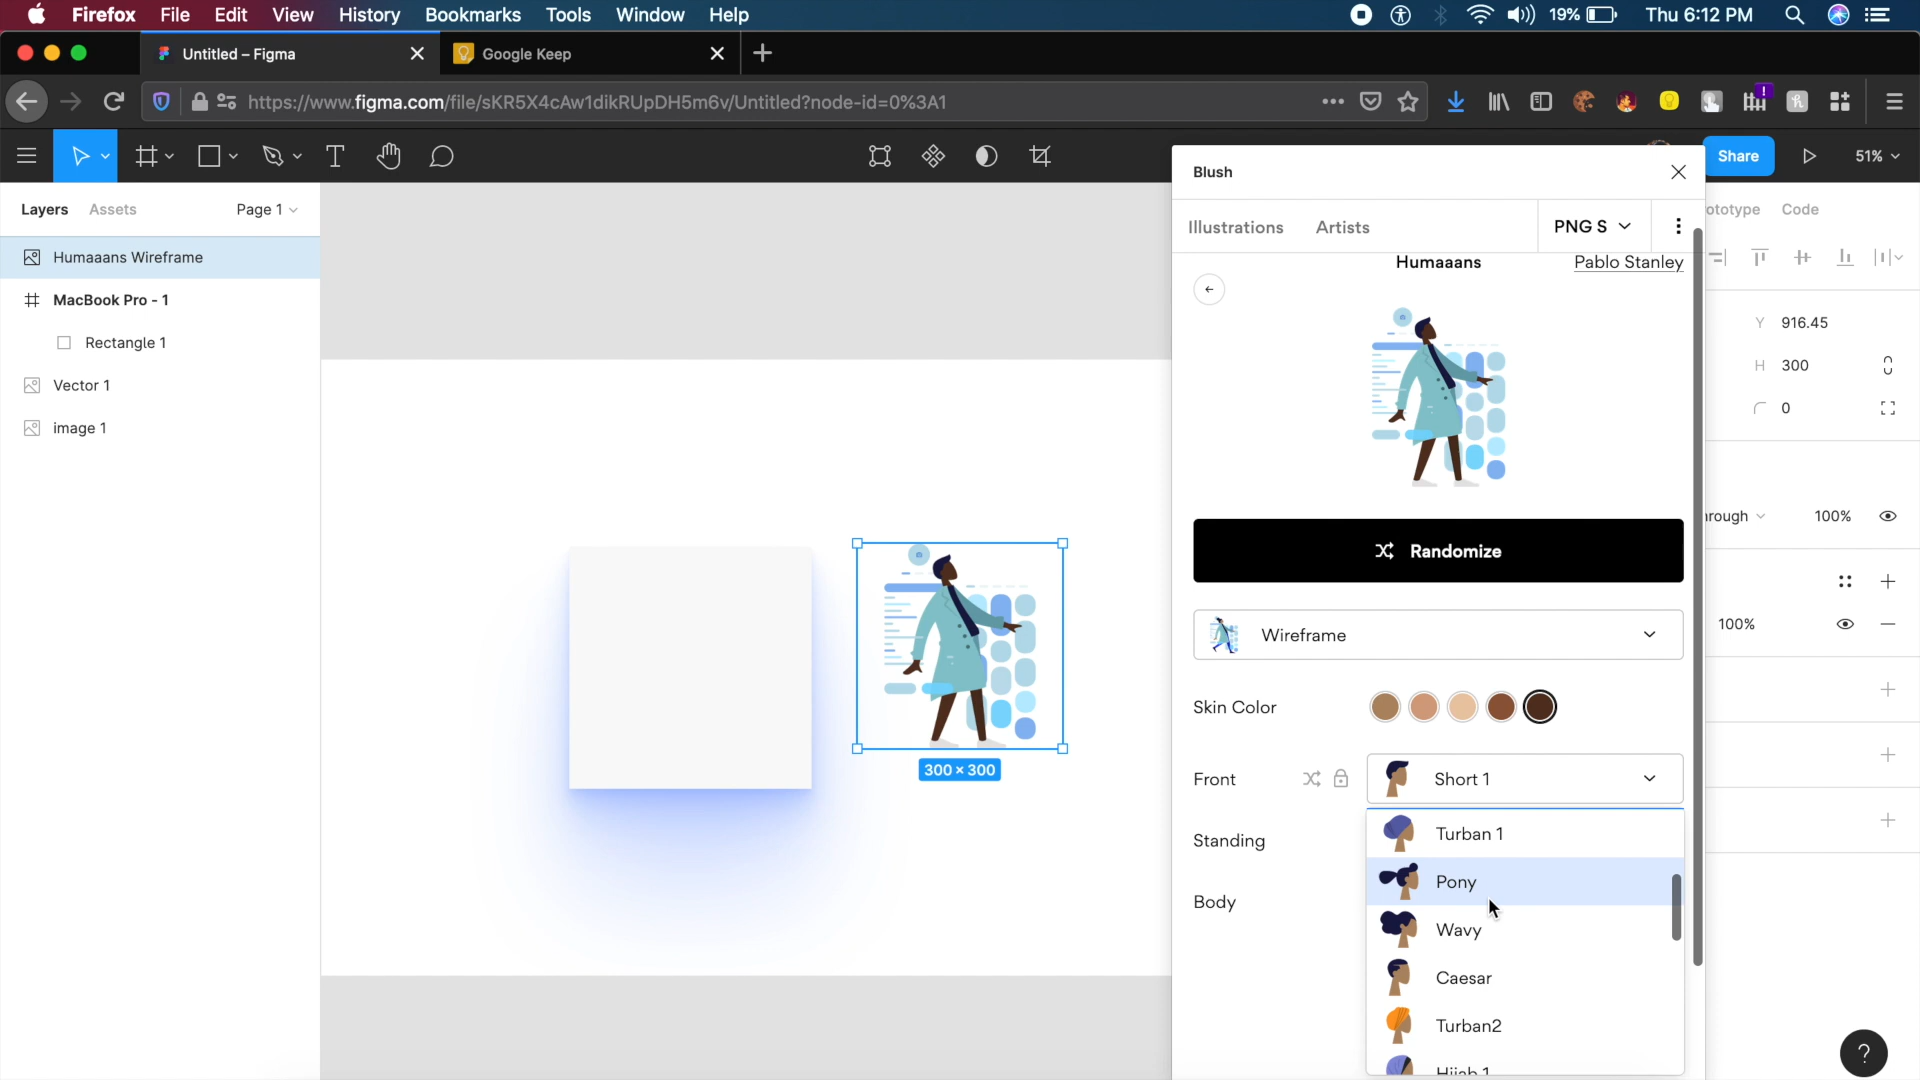 Firefox File Edit View History Bookmarks Tools Window Help 19% Thu 6:12 PM
Untitled – Figma
Google Keep
https://www.figma.com/file/sKR5X4cAw1dikRUpDH5m6v/Untitled?node-id=0%3A1
Share
51%
Layers Assets Page 1
Humaaans Wireframe
MacBook Pro - 1
Rectangle 1
Vector 1
image 1
300 × 300
Blush
Illustrations Artists PNG S
Humaaans Pablo Stanley
Randomize
Wireframe
Skin Color
Front Short 1
Standing
Body
Turban 1
Pony
Wavy
Caesar
Turban2
Hijab 1
ototype Code
Y 916.45
H 300
0
rough 100%
100%
?